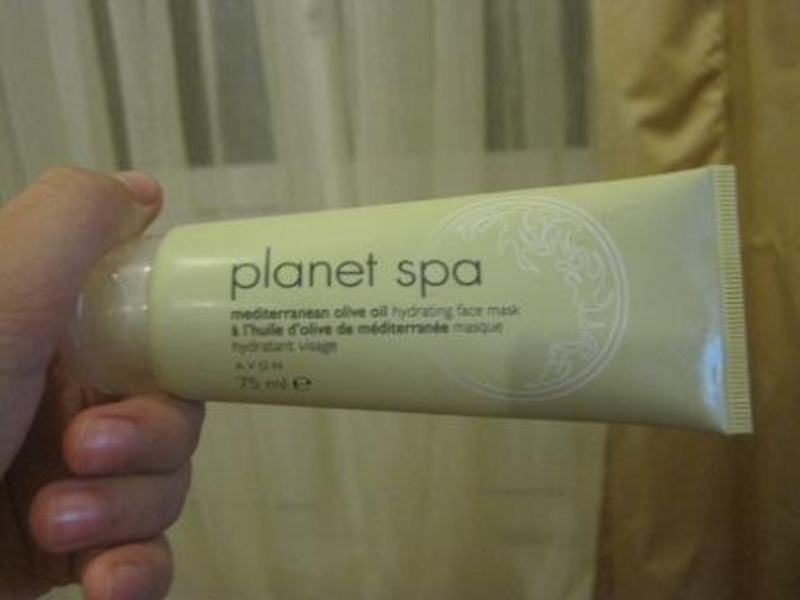 planet spa
mediterranean olive oil hydrating face mask
à l'huile d'olive de méditerranée masque
hydratant visage
AVON
75 ml ℮